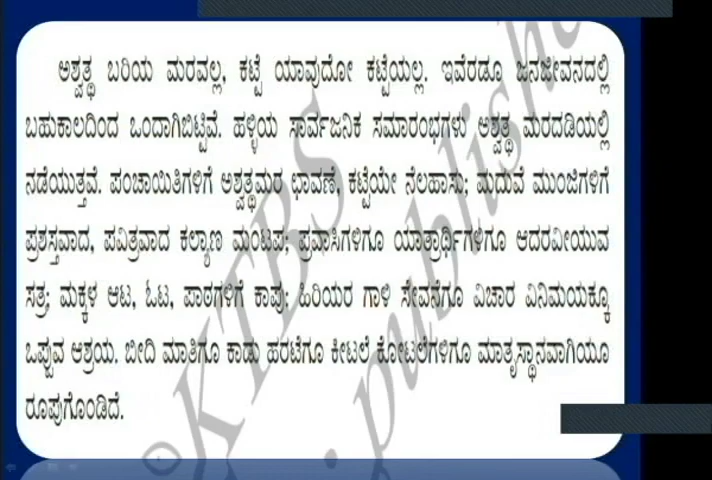 ಅಶ್ವತ್ಥ ಬರಿಯ ಮರವಲ್ಲ, ಕಟ್ಟೆ ಯಾವುದೋ ಕಟ್ಟೆಯಲ್ಲ. ಇವೆರಡೂ ಜನಜೀವನದಲ್ಲಿ
ಬಹುಕಾಲದಿಂದ ಒಂದಾಗಿಬಿಟ್ಟಿವೆ. ಹಳ್ಳಿಯ ಸಾರ್ವಜನಿಕ ಸಮಾರಂಭಗಳು ಅಶ್ವತ್ಥ ಮರದಡಿಯಲ್ಲಿ
ನಡೆಯುತ್ತವೆ. ಪಂಚಾಯಿತಿಗಳಿಗೆ ಅಶ್ವತ್ಥಮರ ಛಾವಣಿ, ಕಟ್ಟೆಯೇ ನೆಲಹಾಸು; ಮದುವೆ ಮುಂಜಿಗಳಿಗೆ
ಪ್ರಶಸ್ತವಾದ, ಪವಿತ್ರವಾದ ಕಲ್ಯಾಣ ಮಂಟಪ; ಪ್ರವಾಸಿಗಳಿಗೂ ಯಾತ್ರಾರ್ಥಿಗಳಿಗೂ ಆದರವೀಯುವ
ಸತ್ರ; ಮಕ್ಕಳ ಆಟ, ಓಟ, ಪಾಠಗಳಿಗೆ ಕಾವು; ಹಿರಿಯರ ಗಾಳಿ ಸೇವನೆಗೂ ವಿಚಾರ ವಿನಿಮಯಕ್ಕೂ
ಒಪ್ಪುವ ಆಶ್ರಯ. ಬೀದಿ ಮಾತಿಗೂ ಕಾಡು ಹರಟೆಗೂ ಕೀಟಲೆ ಕೋಟಲೆಗಳಿಗೂ ಮಾತೃಸ್ಥಾನವಾಗಿಯೂ
ರೂಪುಗೊಂಡಿದೆ.
©KTBS
publishe